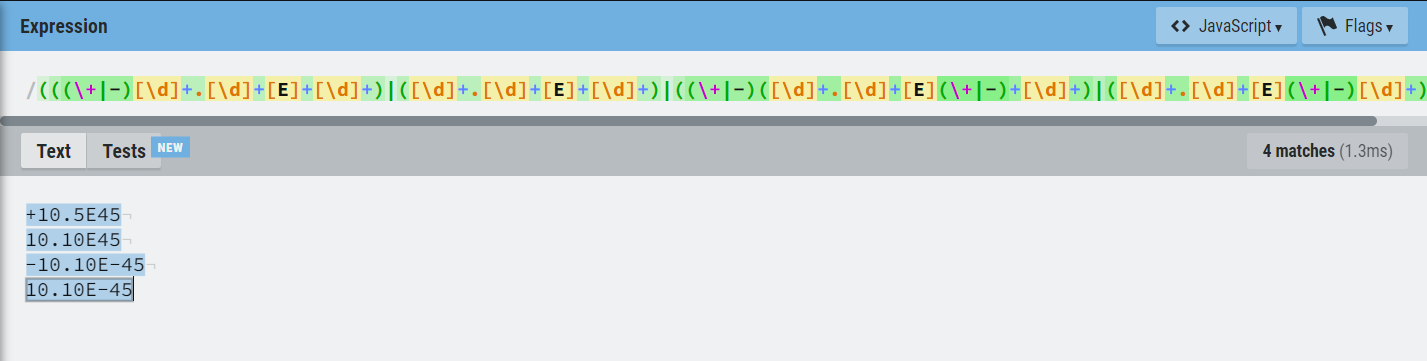 Expression
<> JavaScript ▾
Flags ▾
/(((\+|-)[\d]+.[\d]+[E]+[\d]+)|([\d]+.[\d]+[E]+[\d]+)|((\+|-)([\d]+.[\d]+[E](\+|-)+[\d]+)|([\d]+.[\d]+[E](\+|-)[\d]+)
Text
Tests
NEW
4 matches (1.3ms)
+10.5E45¬
10.10E45¬
-10.10E-45¬
10.10E-45